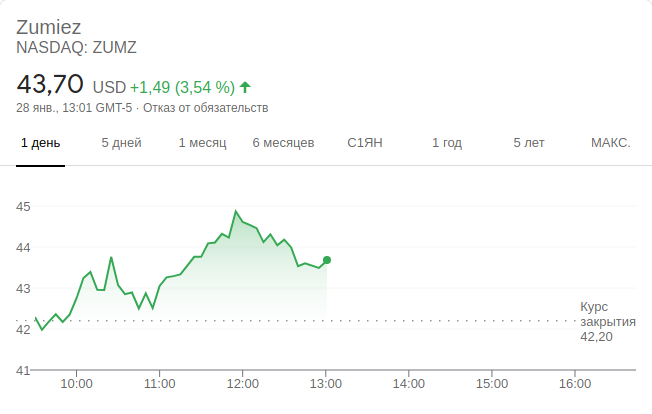 Zumiez
NASDAQ: ZUMZ
43,70 USD +1,49 (3,54 %)
28 янв., 13:01 GMT-5 · Отказ от обязательств
1 день 5 дней 1 месяц 6 месяцев С1ЯН 1 год 5 лет МАКС.
45
44
43
42
41
Курс
закрытия
42,20
10:00 11:00 12:00 13:00 14:00 15:00 16:00